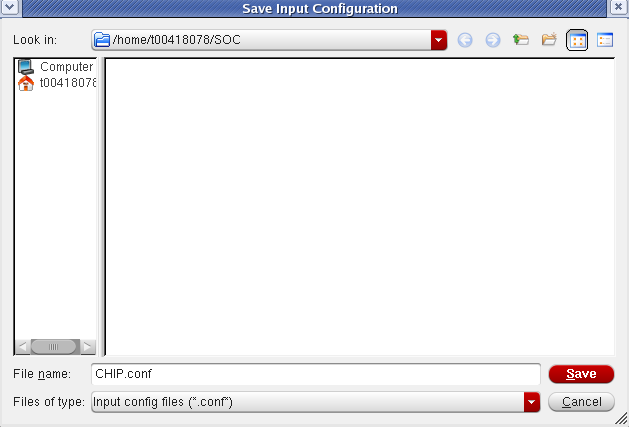 Save Input Configuration
Look in: /home/t00418078/SOC
Computer
t00418078
File name: CHIP.conf Save
Files of type: Input config files (*.conf*) Cancel